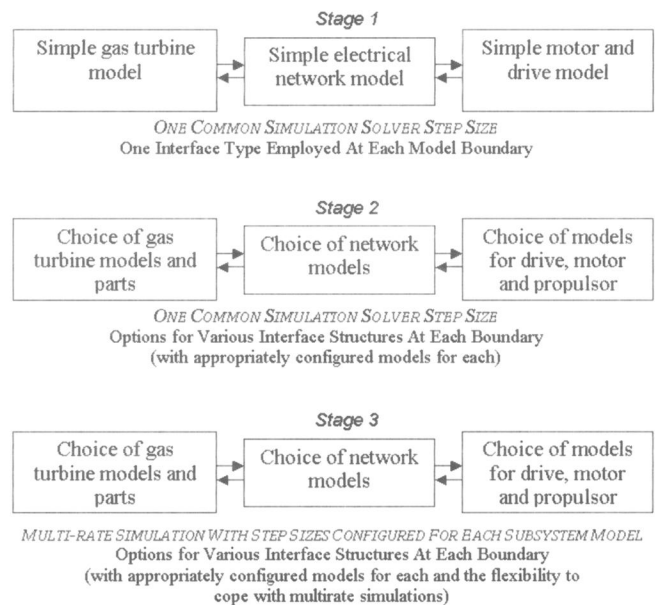 Stage 1
Simple gas turbine
model
Simple electrical
network model
Simple motor and
drive model
ONE COMMON SIMULATION SOLVER STEP SIZE
One Interface Type Employed At Each Model Boundary
Stage 2
Choice of gas
turbine models and
parts
Choice of network
models
Choice of models
for drive, motor
and propulsor
ONE COMMON SIMULATION SOLVER STEP SIZE
Options for Various Interface Structures At Each Boundary
(with appropriately configured models for each)
Stage 3
Choice of gas
turbine models and
parts
Choice of network
models
Choice of models
for drive, motor
and propulsor
MULTI-RATE SIMULATION WITH STEP SIZES CONFIGURED FOR EACH SUBSYSTEM MODEL
Options for Various Interface Structures At Each Boundary
(with appropriately configured models for each and the flexibility to
cope with multirate simulations)